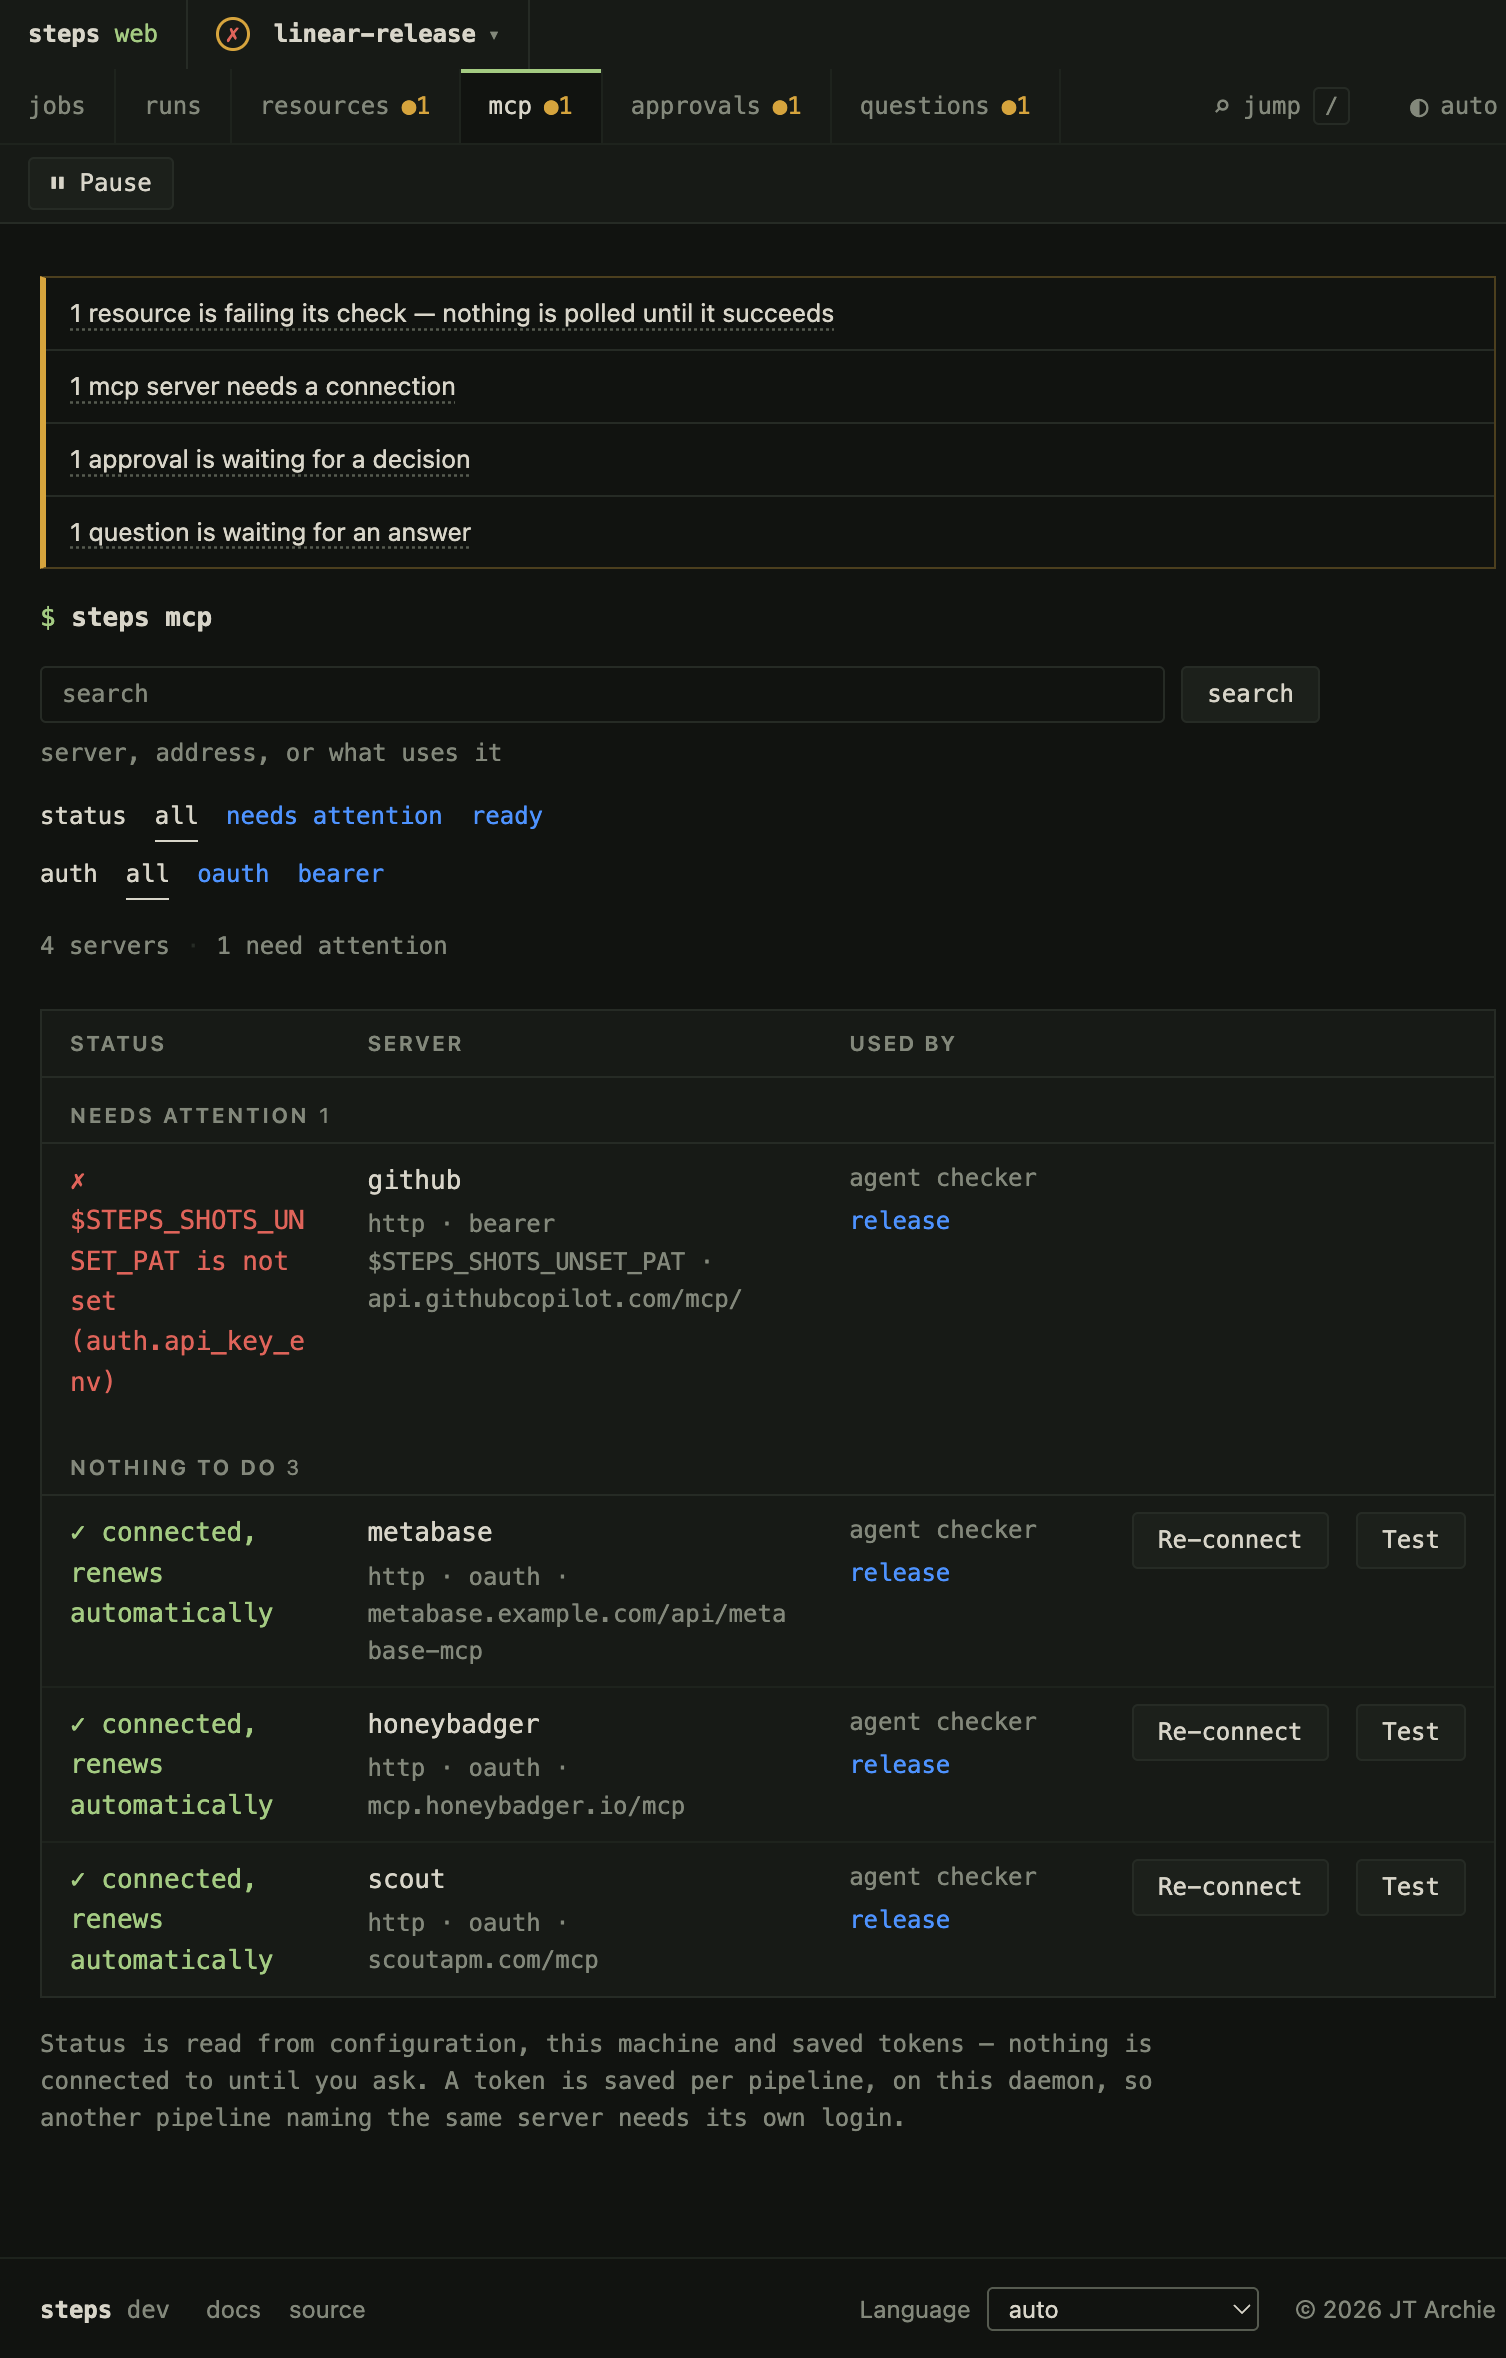 steps web ✗ linear-release ▾
jobs runs resources ●1 mcp ●1 approvals ●1 questions ●1 jump / auto
Pause
1 resource is failing its check — nothing is polled until it succeeds
1 mcp server needs a connection
1 approval is waiting for a decision
1 question is waiting for an answer
$ steps mcp
search search
server, address, or what uses it
status all needs attention ready
auth all oauth bearer
4 servers · 1 need attention
STATUS SERVER USED BY
NEEDS ATTENTION 1
✗
$STEPS_SHOTS_UN
SET_PAT is not
set
(auth.api_key_e
nv)
github
http · bearer
$STEPS_SHOTS_UNSET_PAT ·
api.githubcopilot.com/mcp/
agent checker
release
NOTHING TO DO 3
✓ connected,
renews
automatically
metabase
http · oauth ·
metabase.example.com/api/meta
base-mcp
agent checker
release
Re-connect Test
✓ connected,
renews
automatically
honeybadger
http · oauth ·
mcp.honeybadger.io/mcp
agent checker
release
Re-connect Test
✓ connected,
renews
automatically
scout
http · oauth ·
scoutapm.com/mcp
agent checker
release
Re-connect Test
Status is read from configuration, this machine and saved tokens — nothing is
connected to until you ask. A token is saved per pipeline, on this daemon, so
another pipeline naming the same server needs its own login.
steps dev docs source Language auto © 2026 JT Archie